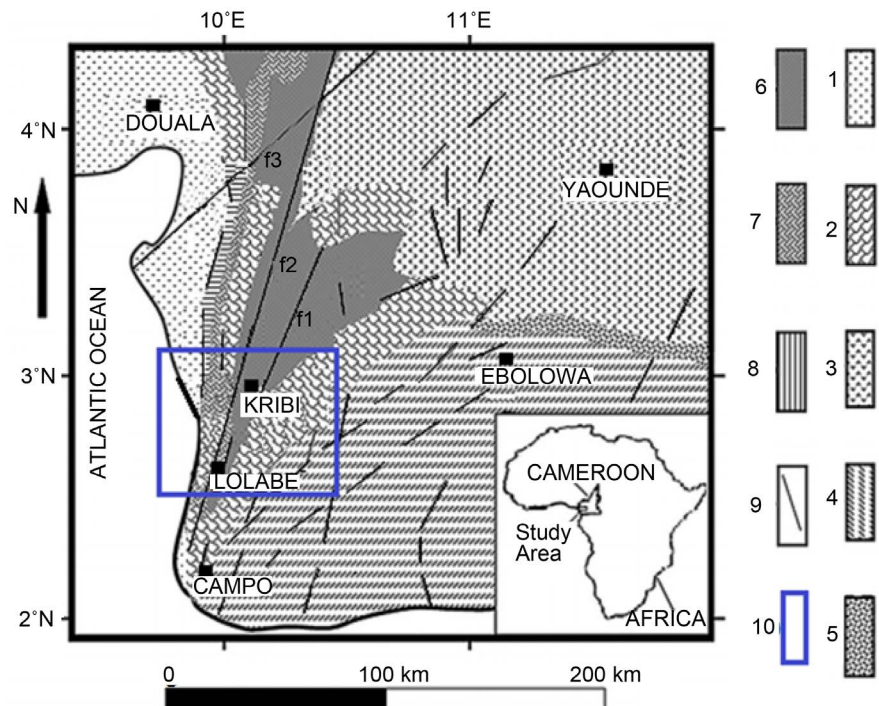 10°E
11°E
4°N
3°N
2°N
N
ATLANTIC OCEAN
DOUALA
YAOUNDE
f3
f2
f1
KRIBI
EBOLOWA
LOLABE
CAMPO
CAMEROON
Study
Area
AFRICA
0
100 km
200 km
6
1
7
2
8
3
9
4
10
5